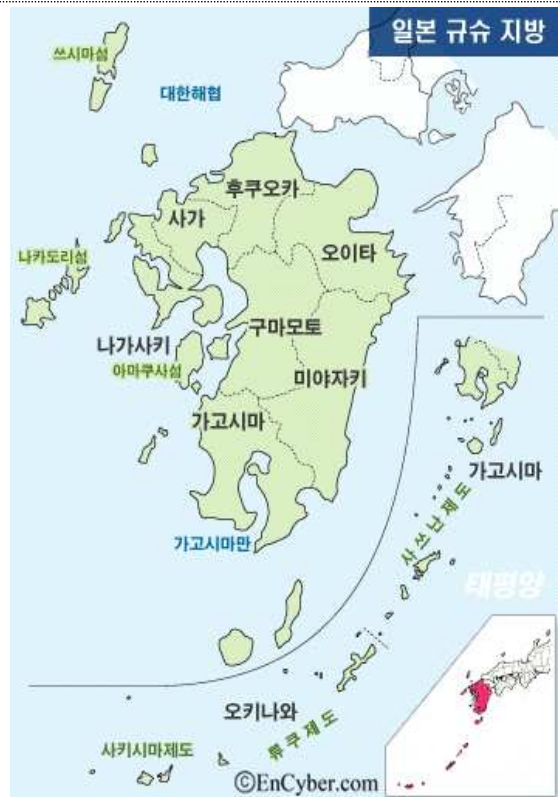 일본 규슈 지방
쓰시마섬
대한해협
후쿠오카
사가
오이타
나카도리섬
구마모토
나가사키
아마쿠사섬
미야자키
가고시마
가고시마
사쓰난제도
가고시마만
태평양
오키나와
류쿠제도
사키시마제도
©EnCyber.com